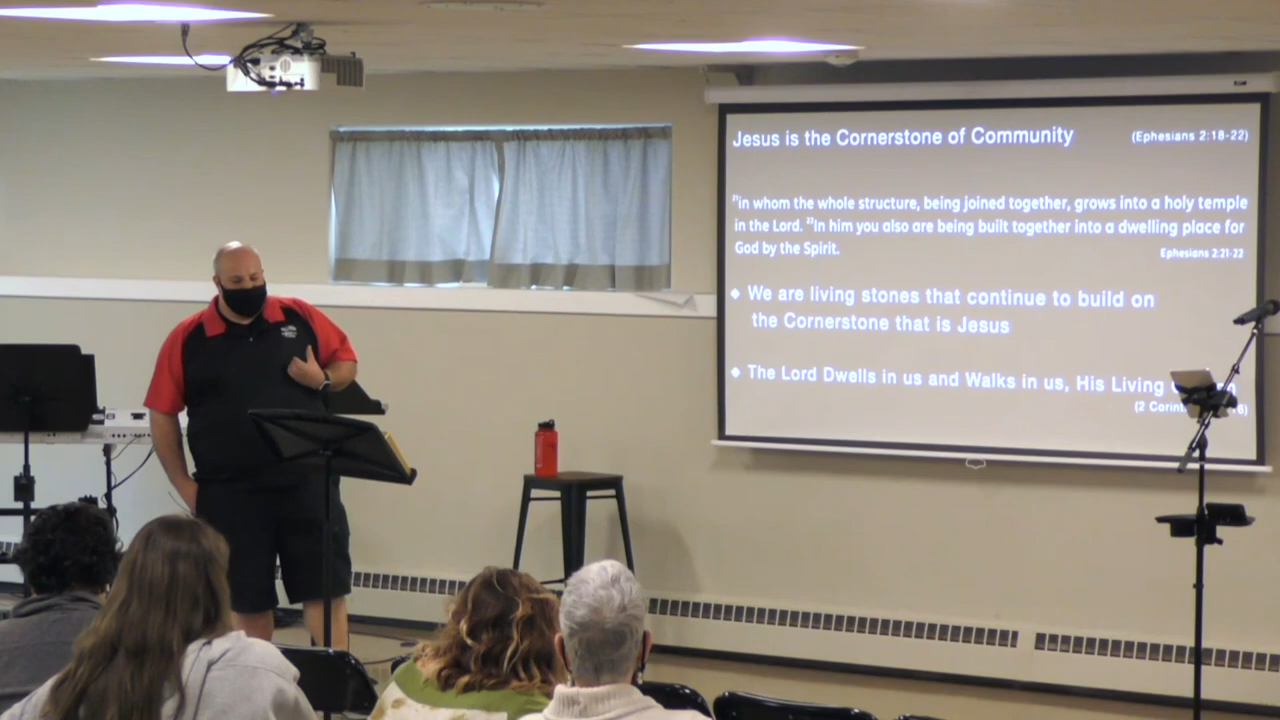 Jesus is the Cornerstone of Community (Ephesians 2:18-22)
²¹in whom the whole structure, being joined together, grows into a holy temple
in the Lord. ²²In him you also are being built together into a dwelling place for
God by the Spirit. Ephesians 2:21-22
◆ We are living stones that continue to build on
the Cornerstone that is Jesus
◆ The Lord Dwells in us and Walks in us, His Living
(2